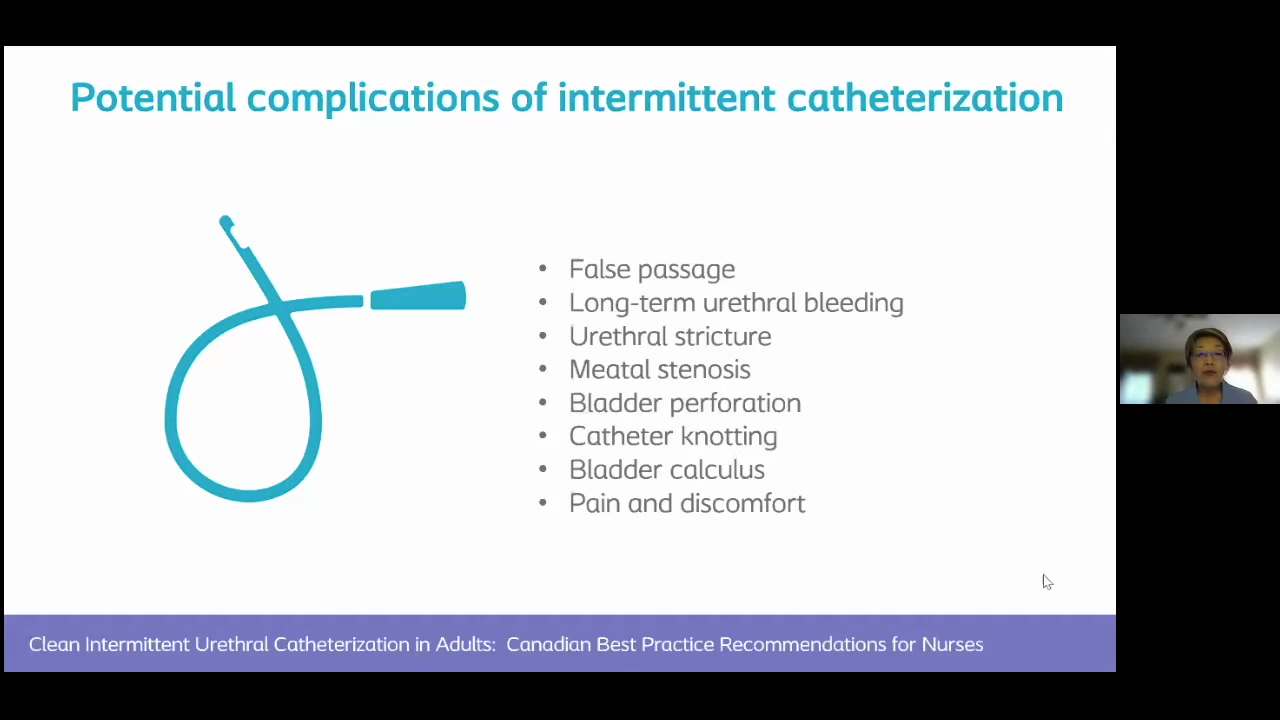 Potential complications of intermittent catheterization
• False passage
• Long-term urethral bleeding
• Urethral stricture
• Meatal stenosis
• Bladder perforation
• Catheter knotting
• Bladder calculus
• Pain and discomfort
Clean Intermittent Urethral Catheterization in Adults: Canadian Best Practice Recommendations for Nurses